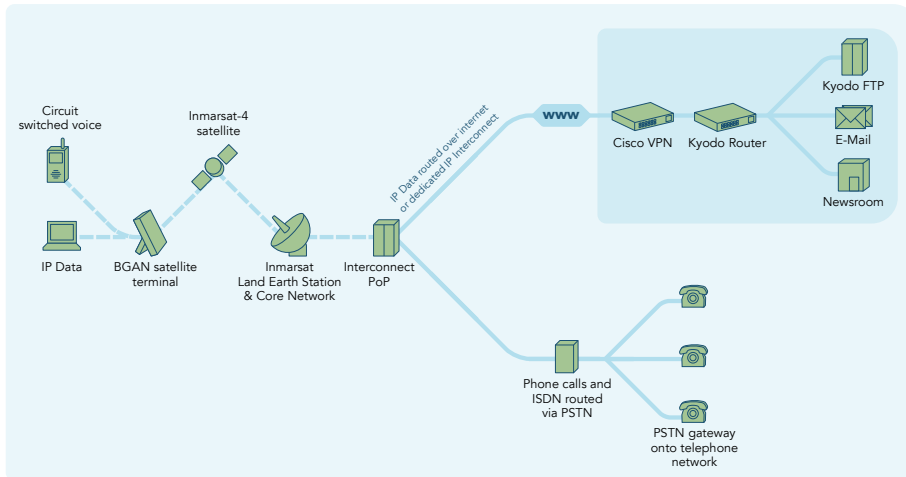 Circuit
switched voice
Inmarsat-4
satellite
IP Data routed over internet
or dedicated IP Interconnect
www
Cisco VPN
Kyodo Router
Kyodo FTP
E-Mail
Newsroom
IP Data
BGAN satellite
terminal
Inmarsat
Land Earth Station
& Core Network
Interconnect
PoP
Phone calls and
ISDN routed
via PSTN
PSTN gateway
onto telephone
network